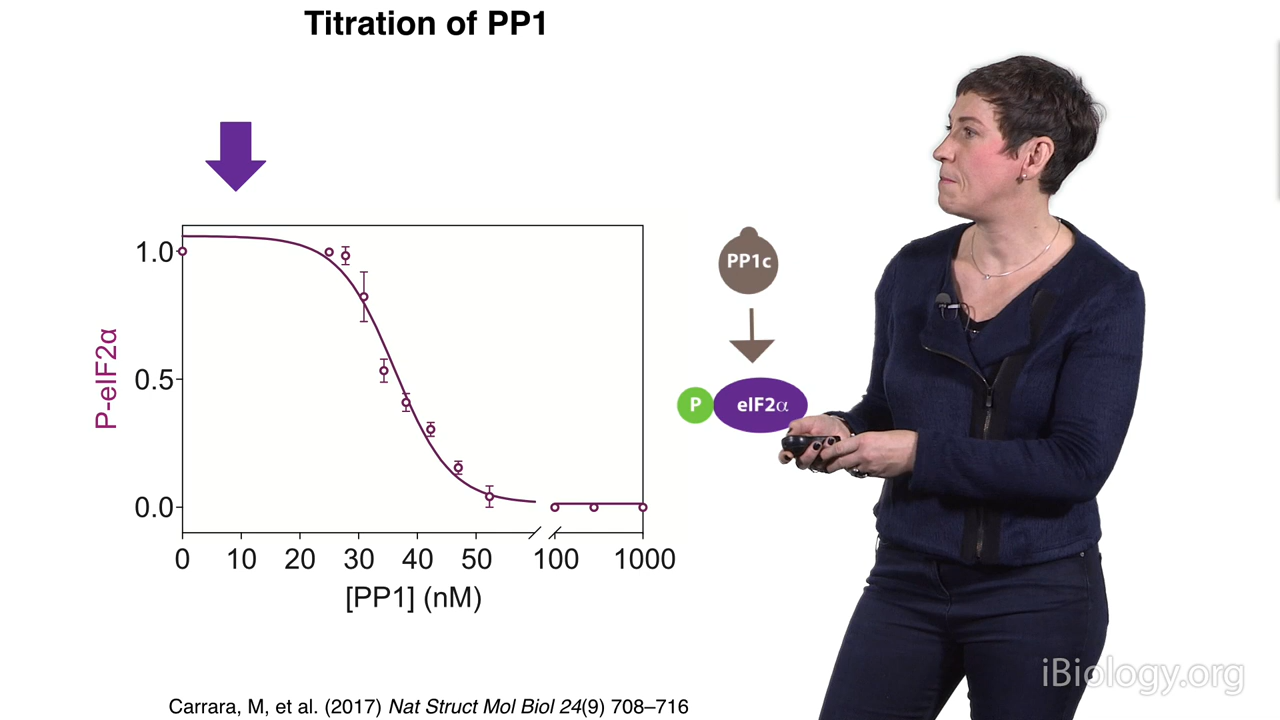 Titration of PP1
1.0
0.5
0.0
P-eIF2α
0 10 20 30 40 50 100 1000
[PP1] (nM)
PP1c
P eIF2α
Carrara, M, et al. (2017) Nat Struct Mol Biol 24(9) 708–716
iBiology.org